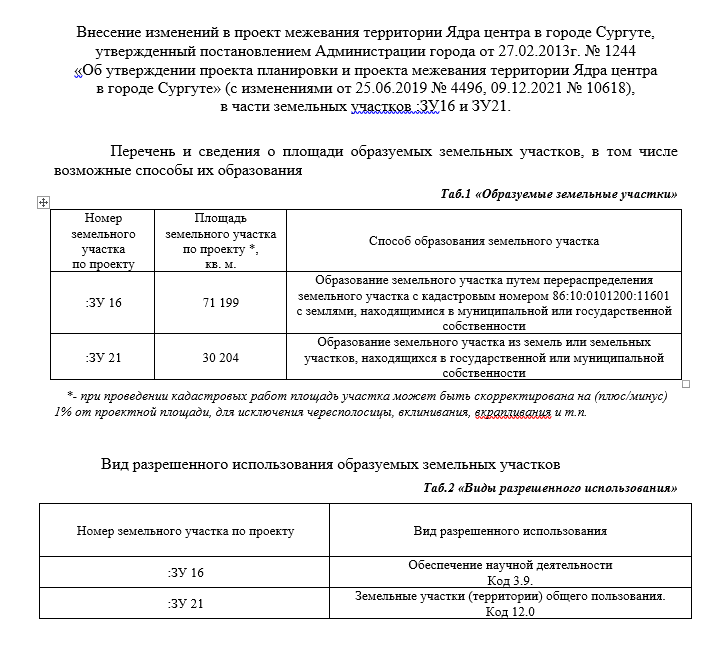 Внесение изменений в проект межевания территории Ядра центра в городе Сургуте,
утвержденный постановлением Администрации города от 27.02.2013г. № 1244
«Об утверждении проекта планировки и проекта межевания территории Ядра центра
в городе Сургуте» (с изменениями от 25.06.2019 № 4496, 09.12.2021 № 10618),
в части земельных участков :ЗУ16 и ЗУ21.
Перечень и сведения о площади образуемых земельных участков, в том числе
возможные способы их образования
Таб.1 «Образуемые земельные участки»
Номер
земельного
участка
по проекту
Площадь
земельного участка
по проекту *,
кв. м.
Способ образования земельного участка
:ЗУ 16
71 199
Образование земельного участка путем перераспределения
земельного участка с кадастровым номером 86:10:0101200:11601
с землями, находящимися в муниципальной или государственной
собственности
:ЗУ 21
30 204
Образование земельного участка из земель или земельных
участков, находящихся в государственной или муниципальной
собственности
*- при проведении кадастровых работ площадь участка может быть скорректирована на (плюс/минус)
1% от проектной площади, для исключения чересполосицы, вклинивания, вкрапливания и т.п.
Вид разрешенного использования образуемых земельных участков
Таб.2 «Виды разрешенного использования»
Номер земельного участка по проекту
Вид разрешенного использования
:ЗУ 16
Обеспечение научной деятельности
Код 3.9.
:ЗУ 21
Земельные участки (территории) общего пользования.
Код 12.0